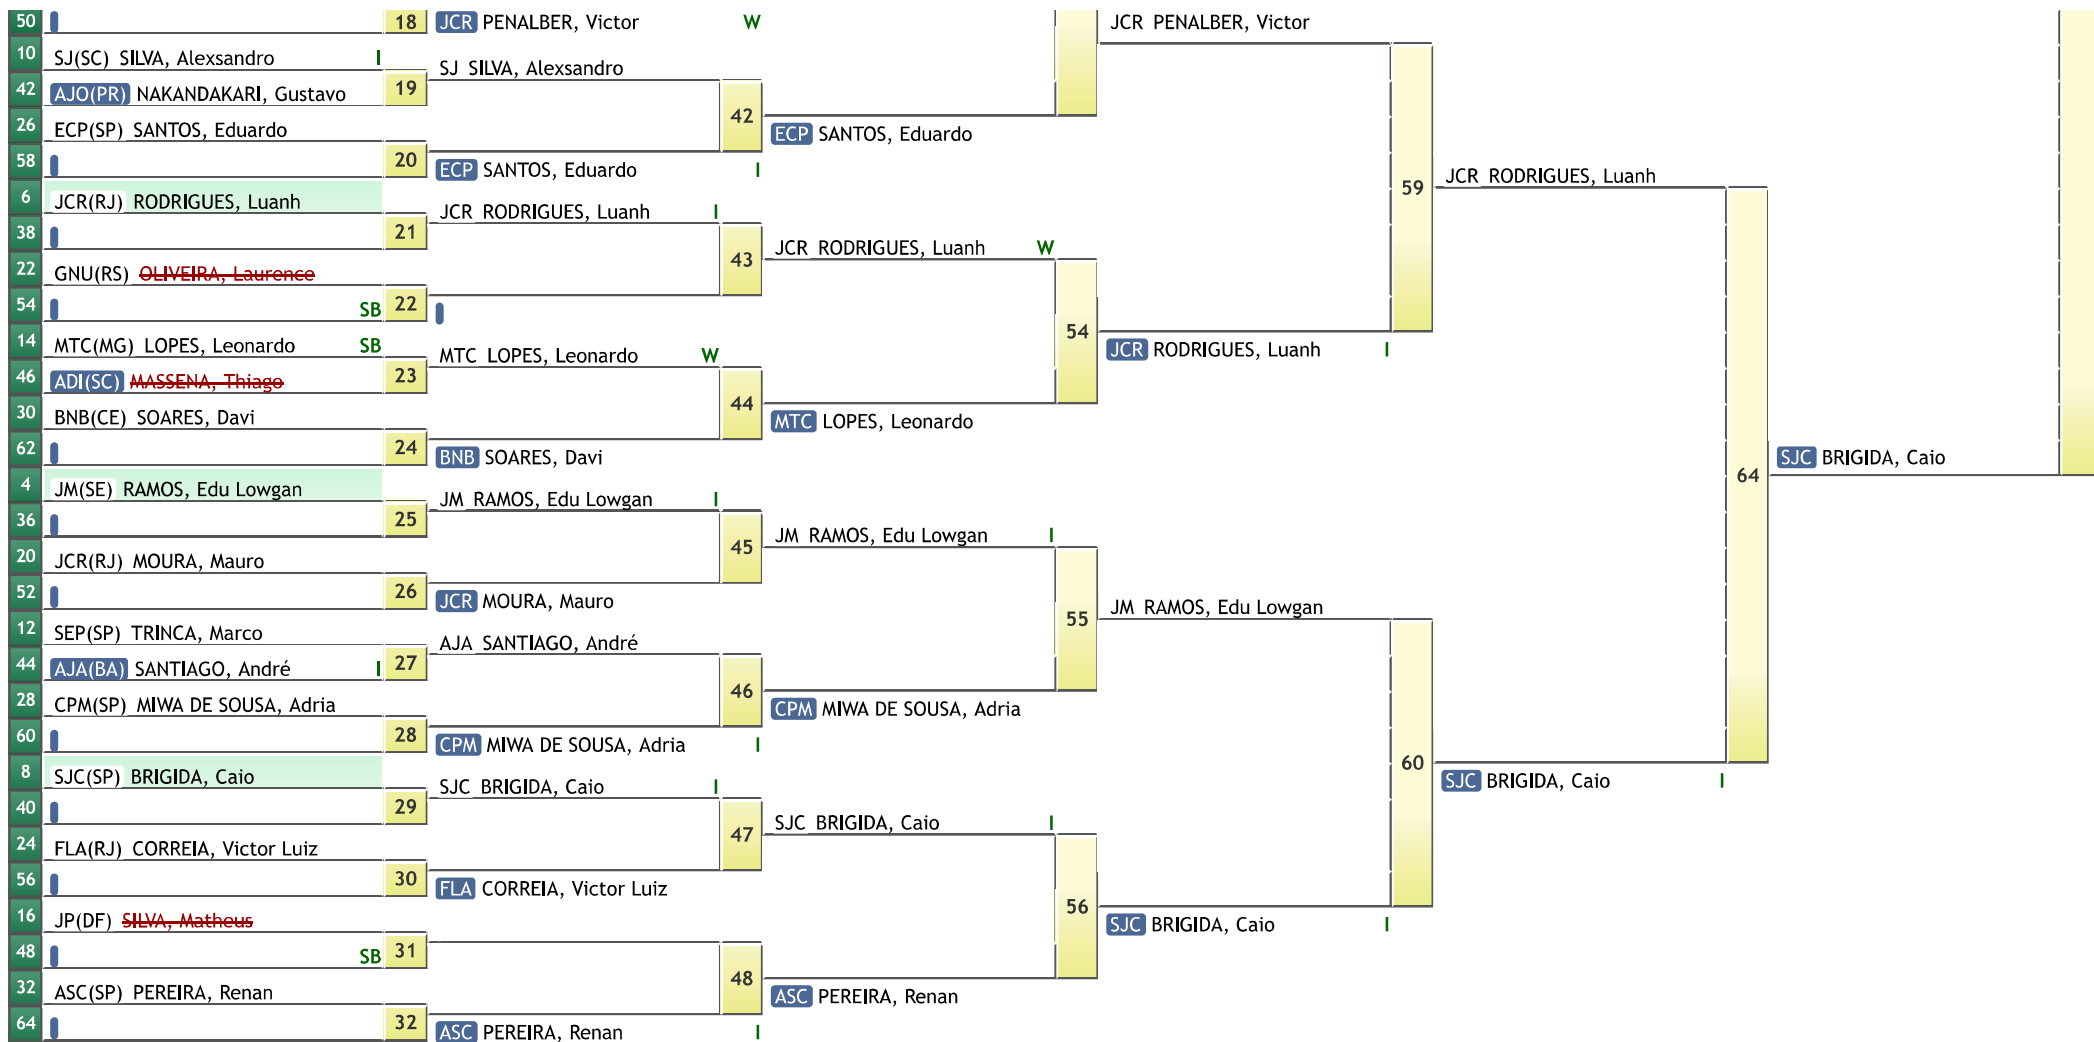 50 18 JCR PENALBER, Victor W JCR PENALBER, Victor
10 SJ(SC) SILVA, Alexsandro I SJ SILVA, Alexsandro
42 AJO(PR) NAKANDAKARI, Gustavo 19
42
26 ECP(SP) SANTOS, Eduardo ECP SANTOS, Eduardo
58 20 ECP SANTOS, Eduardo I
59 JCR RODRIGUES, Luanh
6 JCR(RJ) RODRIGUES, Luanh JCR RODRIGUES, Luanh I
38 21
JCR RODRIGUES, Luanh W
22 GNU(RS) OLIVEIRA, Laurence 43
54 SB 22
54
14 MTC(MG) LOPES, Leonardo SB MTC LOPES, Leonardo W JCR RODRIGUES, Luanh I
46 ADI(SC) MASSENA, Thiago 23
44
30 BNB(CE) SOARES, Davi MTC LOPES, Leonardo
62 24 BNB SOARES, Davi SJC BRIGIDA, Caio
64
4 JM(SE) RAMOS, Edu Lowgan JM RAMOS, Edu Lowgan I
36 25
JM RAMOS, Edu Lowgan I
20 JCR(RJ) MOURA, Mauro 45
52 26 JCR MOURA, Mauro JM RAMOS, Edu Lowgan
55
12 SEP(SP) TRINCA, Marco AJA SANTIAGO, André
44 AJA(BA) SANTIAGO, André I 27
46
28 CPM(SP) MIWA DE SOUSA, Adria CPM MIWA DE SOUSA, Adria
60 28 CPM MIWA DE SOUSA, Adria I
60
8 SJC(SP) BRIGIDA, Caio SJC BRIGIDA, Caio I SJC BRIGIDA, Caio I
40 29
SJC BRIGIDA, Caio I
24 FLA(RJ) CORREIA, Victor Luiz 47
56 30 FLA CORREIA, Victor Luiz
56
16 JP(DF) SILVA, Matheus SJC BRIGIDA, Caio I
48 SB 31
48
32 ASC(SP) PEREIRA, Renan ASC PEREIRA, Renan
64 32 ASC PEREIRA, Renan I